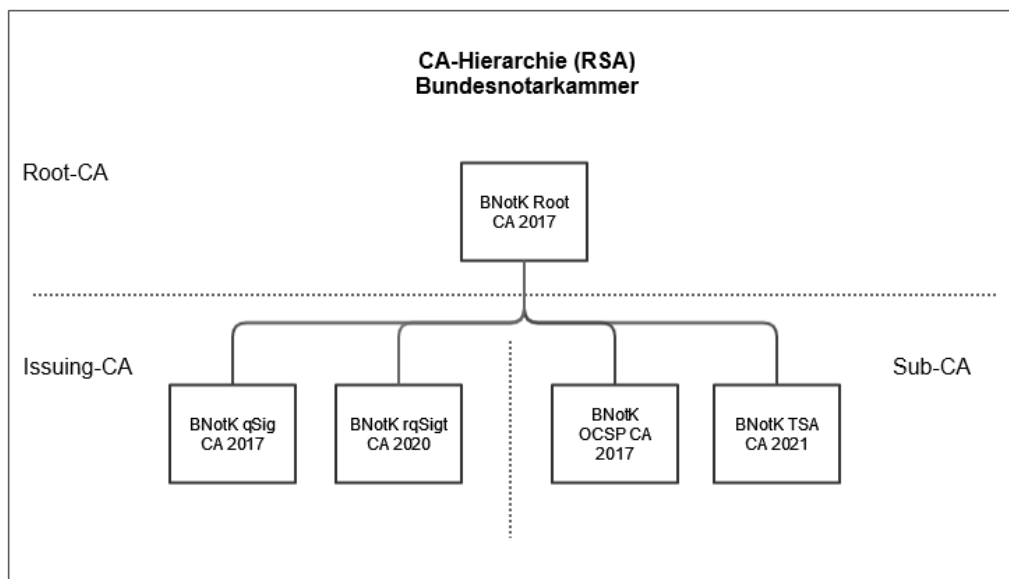 CA-Hierarchie (RSA)
Bundesnotarkammer
Root-CA
BNotK Root
CA 2017
Issuing-CA
Sub-CA
BNotK qSig
CA 2017
BNotK rqSigt
CA 2020
BNotK
OCSP CA
2017
BNotK TSA
CA 2021